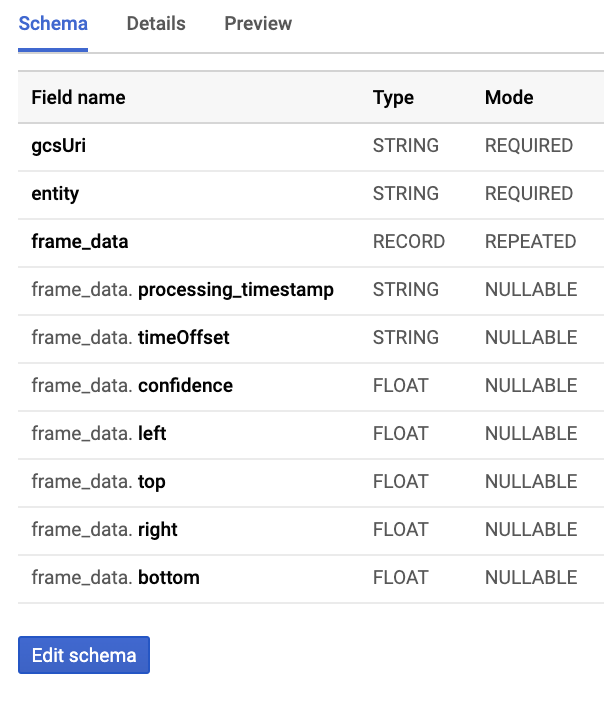 Schema Details Preview
Field name Type Mode
gcsUri STRING REQUIRED
entity STRING REQUIRED
frame_data RECORD REPEATED
frame_data. processing_timestamp STRING NULLABLE
frame_data. timeOffset STRING NULLABLE
frame_data. confidence FLOAT NULLABLE
frame_data. left FLOAT NULLABLE
frame_data. top FLOAT NULLABLE
frame_data. right FLOAT NULLABLE
frame_data. bottom FLOAT NULLABLE
Edit schema